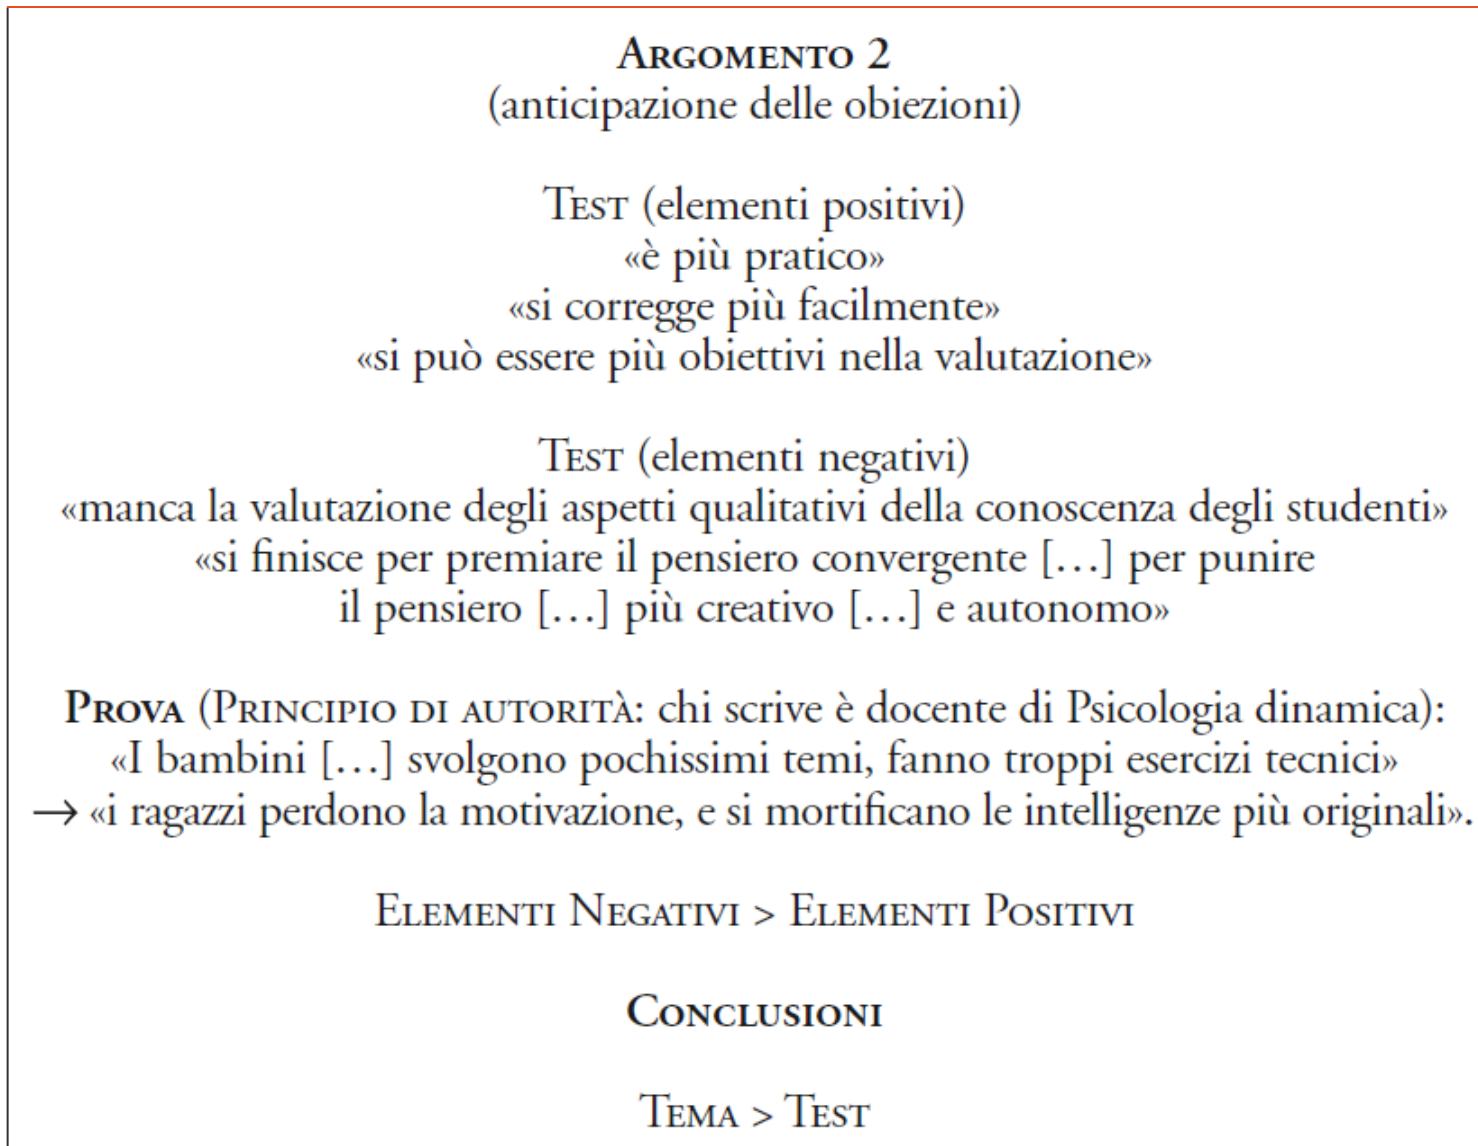 Argomento 2
(anticipazione delle obiezioni)
Test (elementi positivi)
«è più pratico»
«si corregge più facilmente»
«si può essere più obiettivi nella valutazione»
Test (elementi negativi)
«manca la valutazione degli aspetti qualitativi della conoscenza degli studenti»
«si finisce per premiare il pensiero convergente […] per punire
il pensiero […] più creativo […] e autonomo»
Prova (Principio di autorità: chi scrive è docente di Psicologia dinamica):
«I bambini […] svolgono pochissimi temi, fanno troppi esercizi tecnici»
→ «i ragazzi perdono la motivazione, e si mortificano le intelligenze più originali».
Elementi Negativi > Elementi Positivi
Conclusioni
Tema > Test